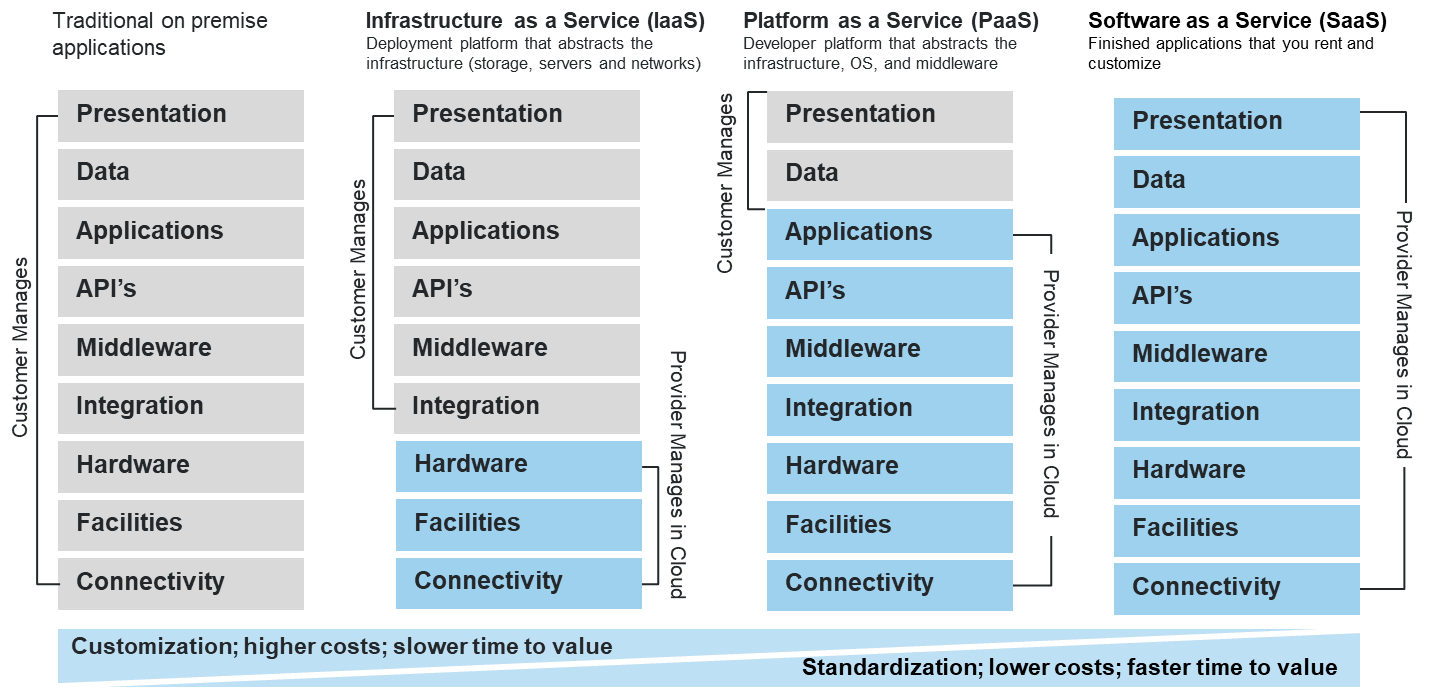 Traditional on premise
applications
Infrastructure as a Service (IaaS)
Deployment platform that abstracts the
infrastructure (storage, servers and networks)
Platform as a Service (PaaS)
Developer platform that abstracts the
infrastructure, OS, and middleware
Software as a Service (SaaS)
Finished applications that you rent and
customize
Customer Manages
Presentation
Data
Applications
API’s
Middleware
Integration
Hardware
Facilities
Connectivity
Customer Manages
Presentation
Data
Applications
API’s
Middleware
Integration
Hardware
Facilities
Connectivity
Provider Manages in Cloud
Customer Manages
Presentation
Data
Applications
API’s
Middleware
Integration
Hardware
Facilities
Connectivity
Provider Manages in Cloud
Presentation
Data
Applications
API’s
Middleware
Integration
Hardware
Facilities
Connectivity
Provider Manages in Cloud
Customization; higher costs; slower time to value
Standardization; lower costs; faster time to value